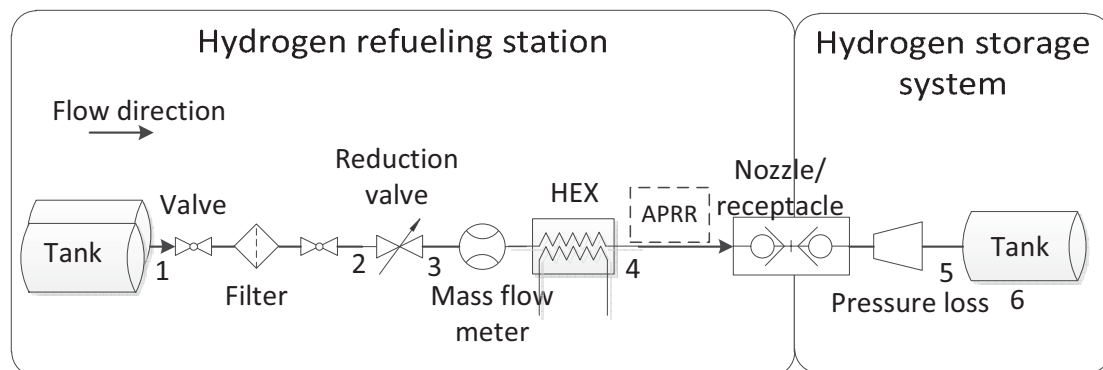 Hydrogen refueling station
Hydrogen storage
system
Flow direction
Reduction
valve
Valve
HEX
APRR
Nozzle/
receptacle
Tank
Tank
1
2
3
4
5
6
Filter
Mass flow
meter
Pressure loss